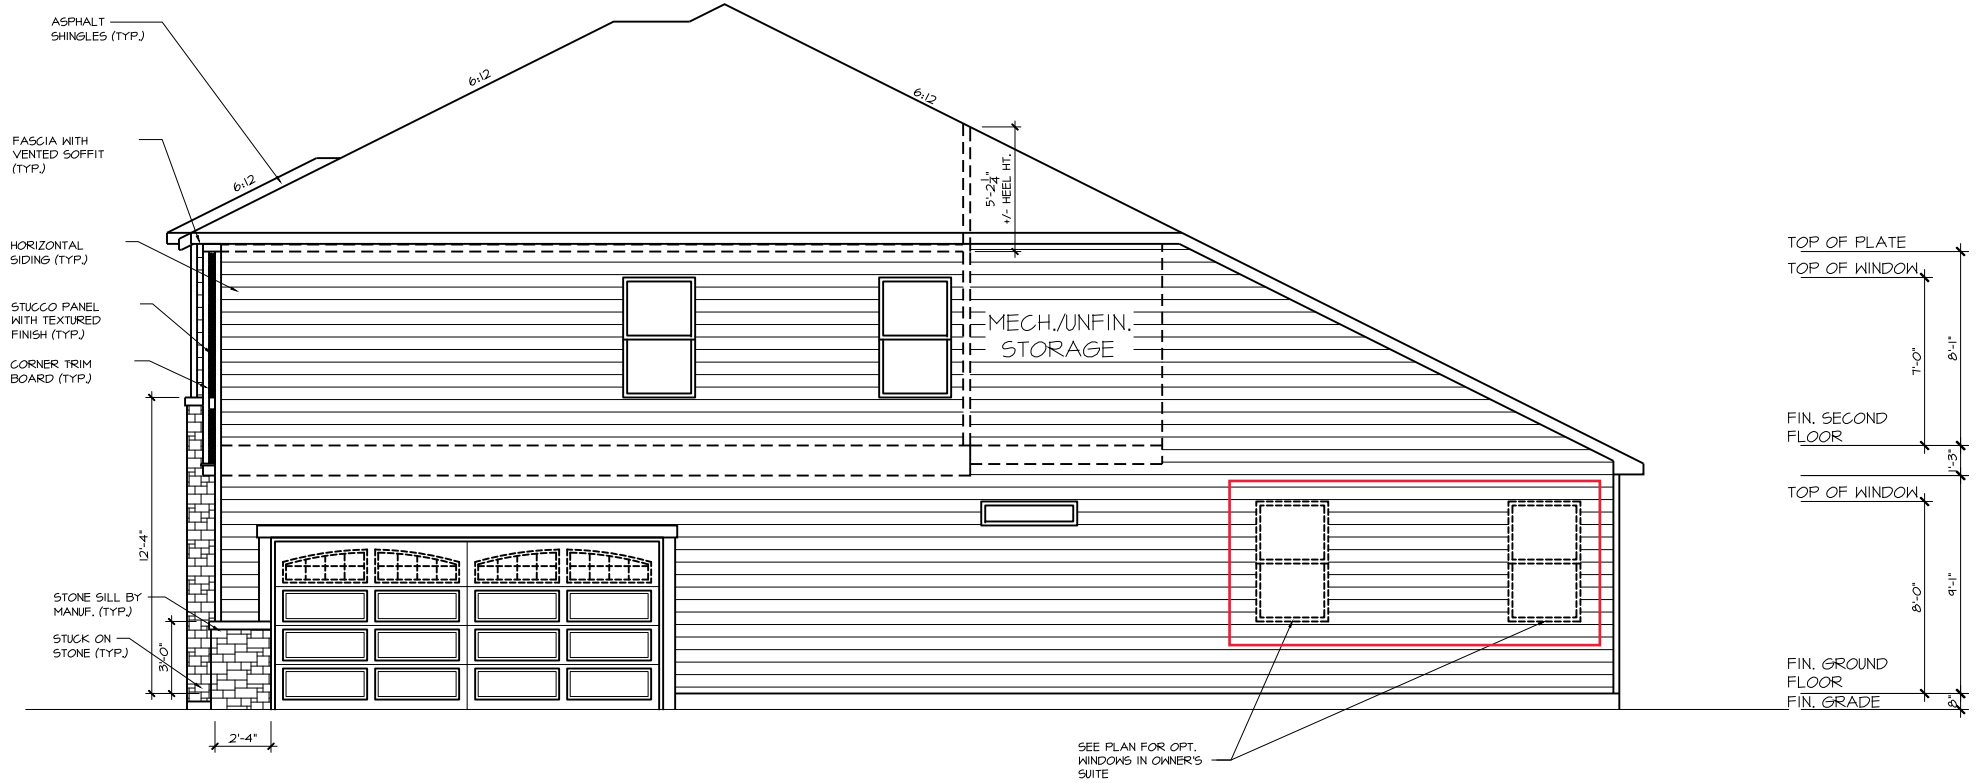 ASPHALT
SHINGLES (TYP.)
6:12
6:12
FASCIA WITH
VENTED SOFFIT
(TYP.)
6:12
5'-2 1/4"
+/- HEEL HT.
HORIZONTAL
SIDING (TYP.)
TOP OF PLATE
TOP OF WINDOW
STUCCO PANEL
WITH TEXTURED
FINISH (TYP.)
MECH./UNFIN.
STORAGE
7'-0"
8'-1"
CORNER TRIM
BOARD (TYP.)
FIN. SECOND
FLOOR
1'-3"
TOP OF WINDOW
12'-4"
8'-0"
9'-1"
STONE SILL BY
MANUF. (TYP.)
STUCK ON
STONE (TYP.)
3'-0"
FIN. GROUND
FLOOR
FIN. GRADE
8"
2'-4"
SEE PLAN FOR OPT.
WINDOWS IN OWNER'S
SUITE